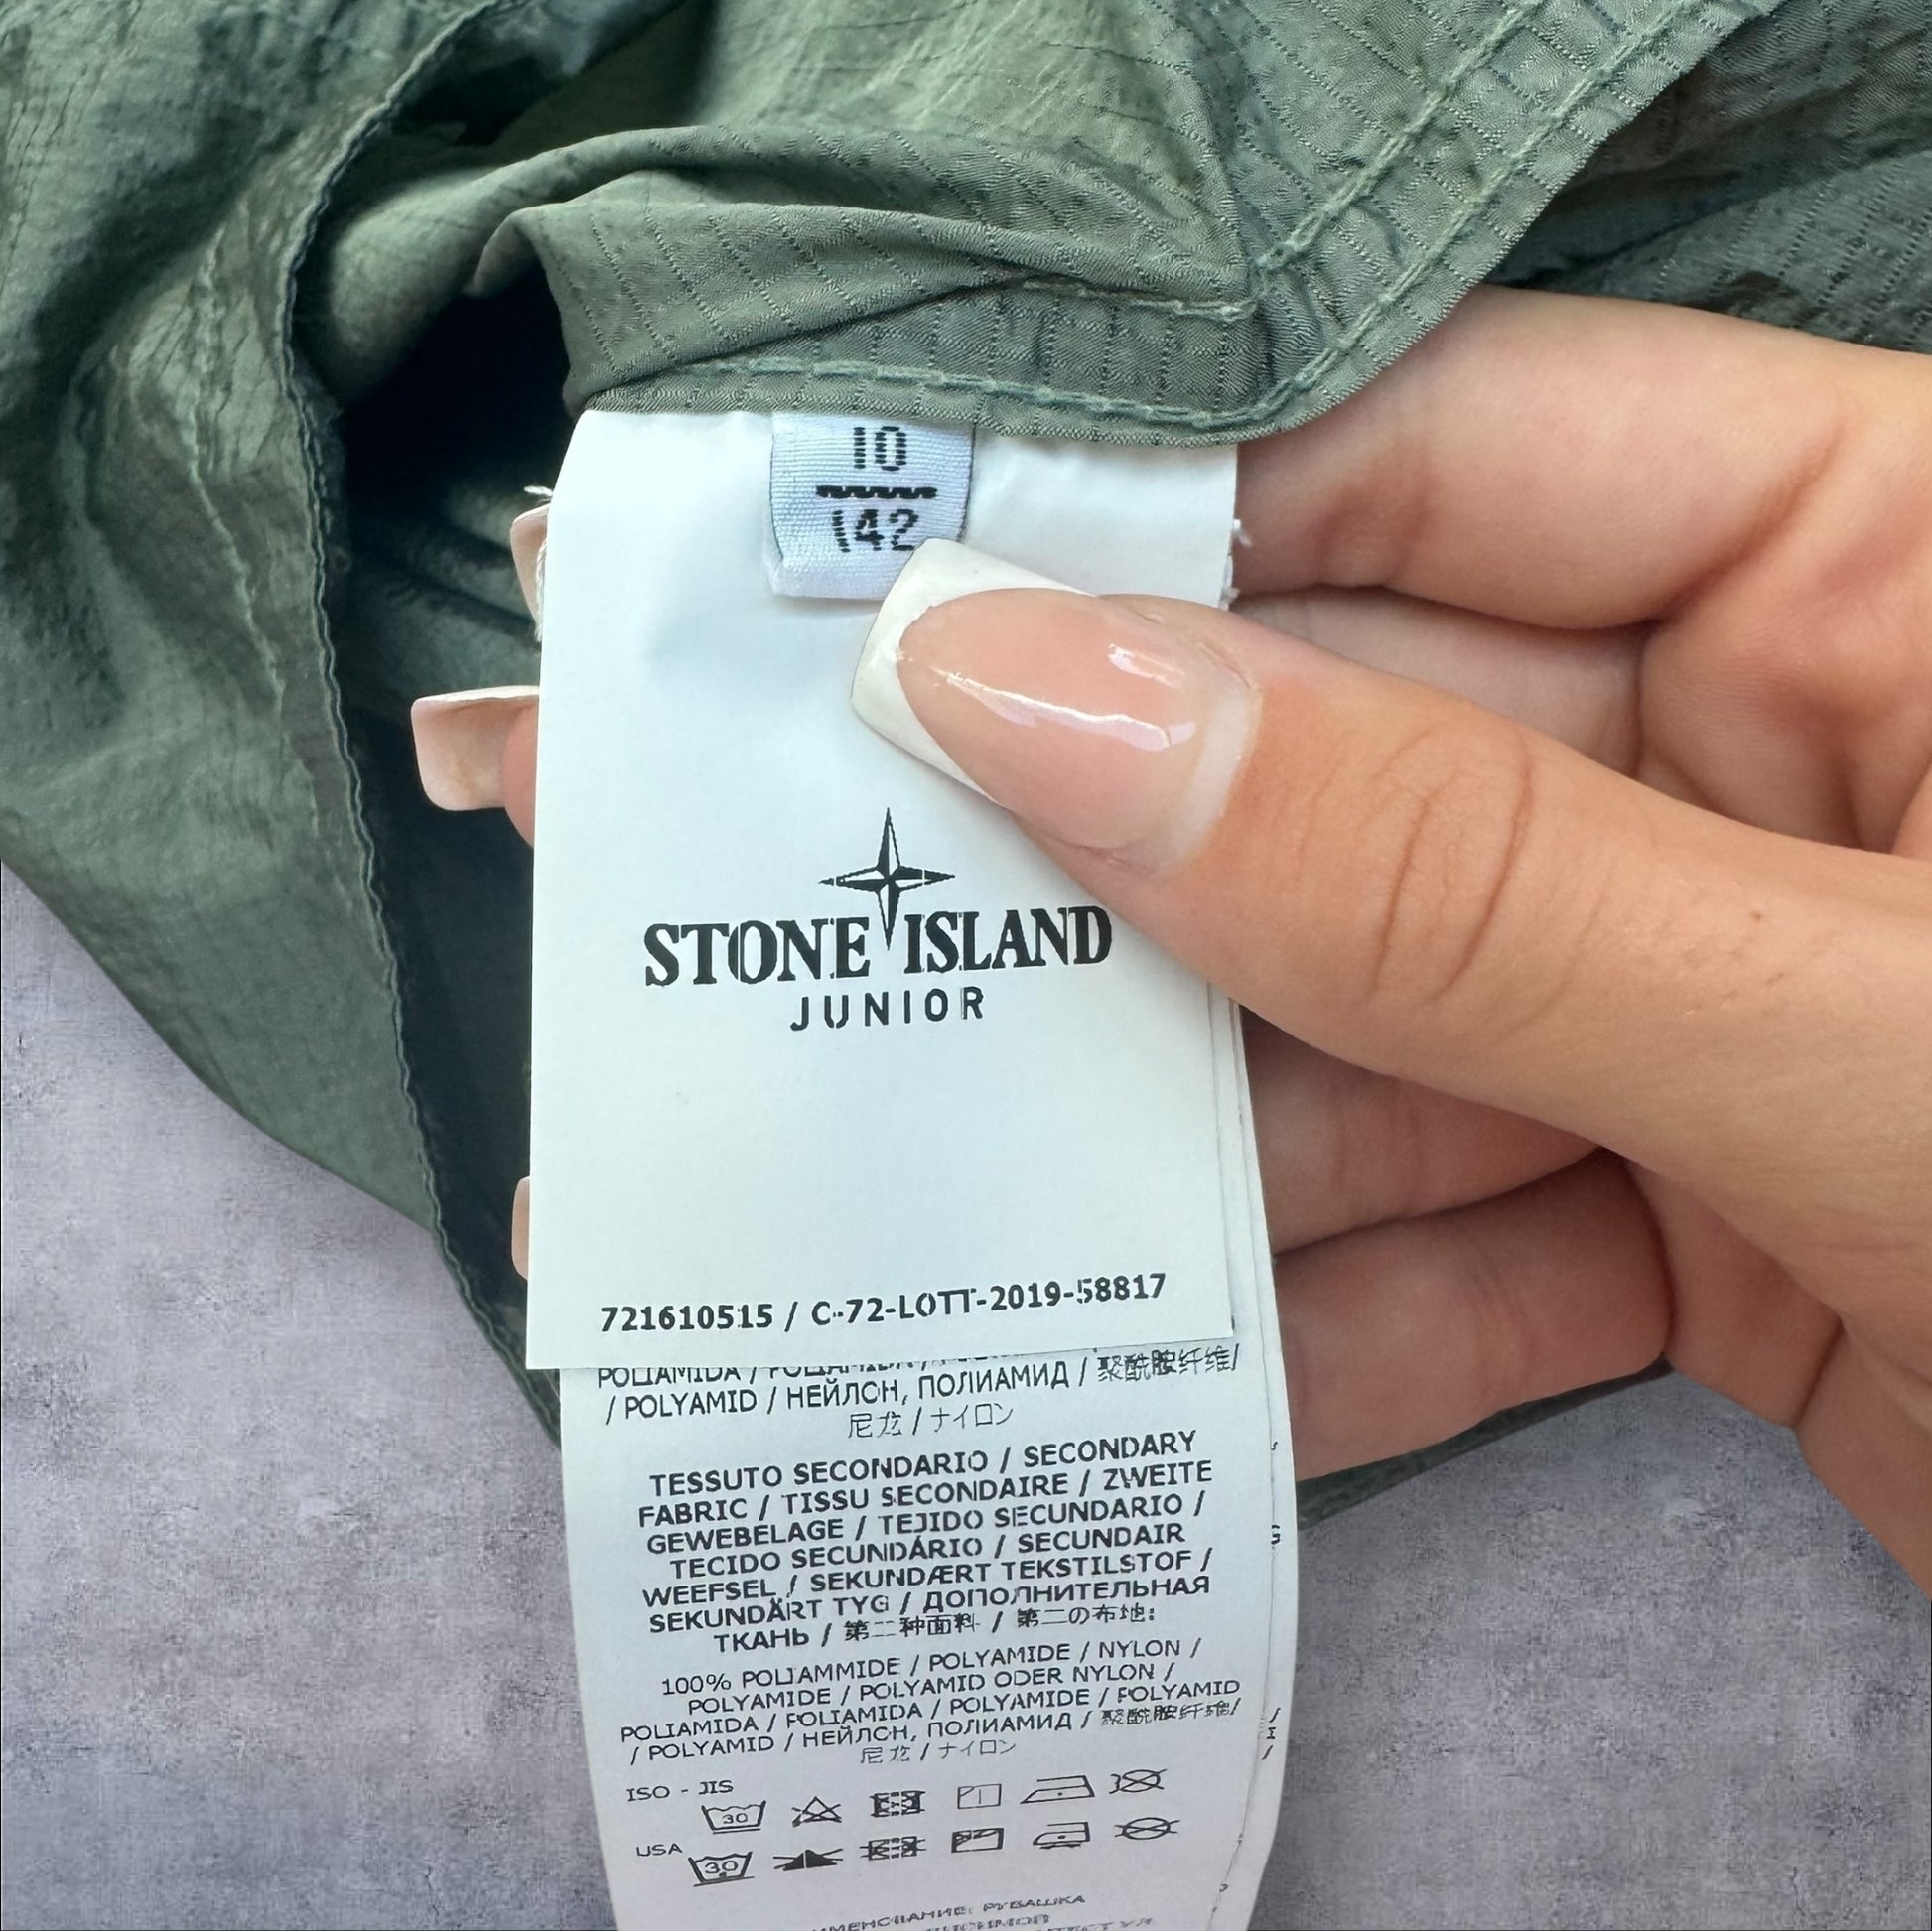 10
142
STONE ISLAND
JUNIOR
721610515 / C-72-LOTT-2019-58817
POLIAMIDA / POLIAMIDA /
/ POLYAMID / НЕЙЛОН, ПОЛИАМИД / 聚酰胺纤维/
尼龙 / ナイロン
TESSUTO SECONDARIO / SECONDARY
FABRIC / TISSU SECONDAIRE / ZWEITE
GEWEBELAGE / TEJIDO SECUNDARIO /
TECIDO SECUNDÁRIO / SECUNDAIR
WEEFSEL / SEKUNDÆRT TEKSTILSTOF /
SEKUNDÄRT TYG / ДОПОЛНИТЕЛЬНАЯ
ТКАНЬ / 第二种面料 / 第二の布地:
100% POLIAMMIDE / POLYAMIDE / NYLON /
POLYAMIDE / POLYAMID ODER NYLON /
POLIAMIDA / POLIAMIDA / POLYAMIDE / POLYAMID
/ POLYAMID / НЕЙЛОН, ПОЛИАМИД / 聚酰胺纤维/
尼龙 / ナイロン
ISO - JIS
30
USA
30
РУБАШКА